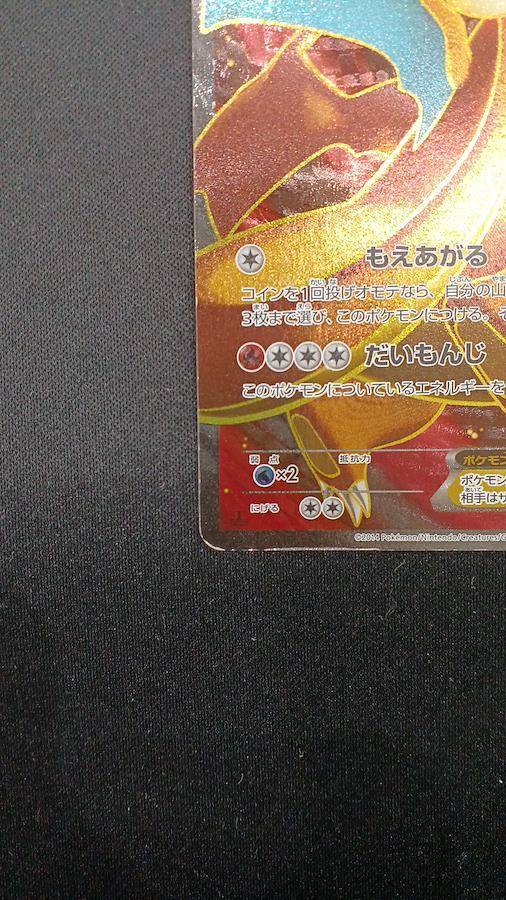 もえあがる
コインを1回投げオモテなら、自分の山
3枚まで選び、このポケモンにつける。そ
だいもんじ
このポケモンについているエネルギーを
弱点 抵抗力
×2
ポケモン
ポケモン
にげる
相手はサ
©2014 Pokémon/Nintendo/Creatures/G